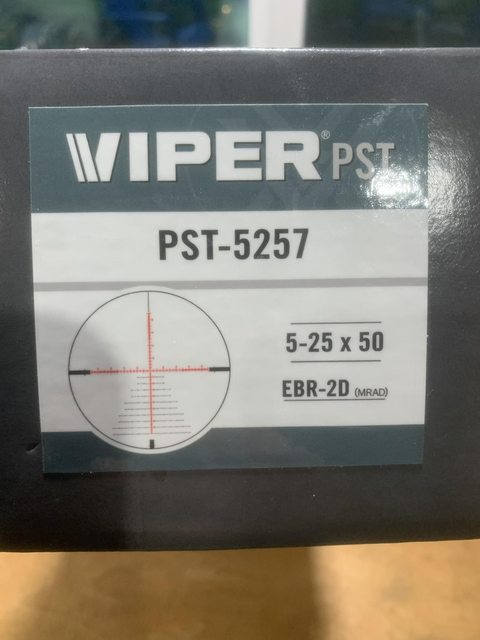 VIPER® PST
PST-5257
5-25 x 50
EBR-2D (MRAD)